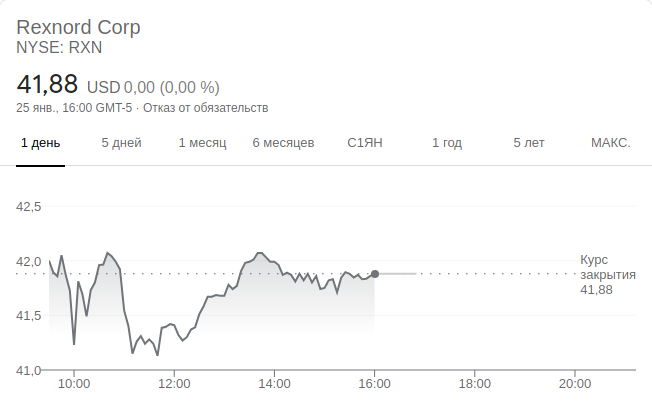 Rexnord Corp
NYSE: RXN
41,88 USD 0,00 (0,00 %)
25 янв., 16:00 GMT-5 · Отказ от обязательств
1 день 5 дней 1 месяц 6 месяцев С1ЯН 1 год 5 лет МАКС.
42,5
42,0
Курс
закрытия
41,88
41,5
41,0
10:00 12:00 14:00 16:00 18:00 20:00